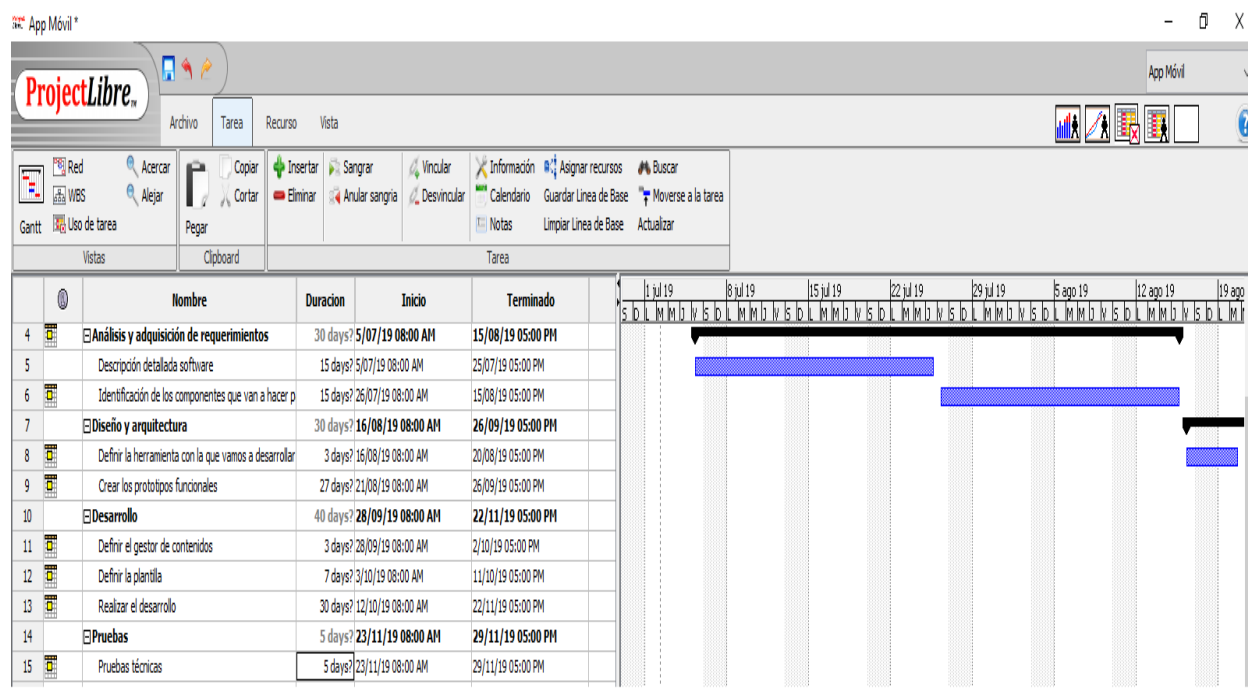 App Móvil *
ProjectLibre
App Móvil
Archivo Tarea Recurso Vista
Red Acercar Copiar Insertar Sangrar Vincular Información Asignar recursos Buscar
WBS Alejar Cortar Eliminar Anular sangria Desvincular Calendario Guardar Linea de Base Moverse a la tarea
Gantt Uso de tarea Pegar Notas Limpiar Linea de Base Actualizar
Vistas Clipboard Tarea
Nombre Duracion Inicio Terminado
1 jul 19 8 jul 19 15 jul 19 22 jul 19 29 jul 19 5 ago 19 12 ago 19 19 ago
S D L M M J V S D L M M J V S D L M M J V S D L M M J V S D L M M J V S D L M M J V S D L M M J V S D L M
4 Análisis y adquisición de requerimientos 30 days? 5/07/19 08:00 AM 15/08/19 05:00 PM
5 Descripción detallada software 15 days? 5/07/19 08:00 AM 25/07/19 05:00 PM
6 Identificación de los componentes que van a hacer p 15 days? 26/07/19 08:00 AM 15/08/19 05:00 PM
7 Diseño y arquitectura 30 days? 16/08/19 08:00 AM 26/09/19 05:00 PM
8 Definir la herramienta con la que vamos a desarrollar 3 days? 16/08/19 08:00 AM 20/08/19 05:00 PM
9 Crear los prototipos funcionales 27 days? 21/08/19 08:00 AM 26/09/19 05:00 PM
10 Desarrollo 40 days? 28/09/19 08:00 AM 22/11/19 05:00 PM
11 Definir el gestor de contenidos 3 days? 28/09/19 08:00 AM 2/10/19 05:00 PM
12 Definir la plantilla 7 days? 3/10/19 08:00 AM 11/10/19 05:00 PM
13 Realizar el desarrollo 30 days? 12/10/19 08:00 AM 22/11/19 05:00 PM
14 Pruebas 5 days? 23/11/19 08:00 AM 29/11/19 05:00 PM
15 Pruebas técnicas 5 days? 23/11/19 08:00 AM 29/11/19 05:00 PM